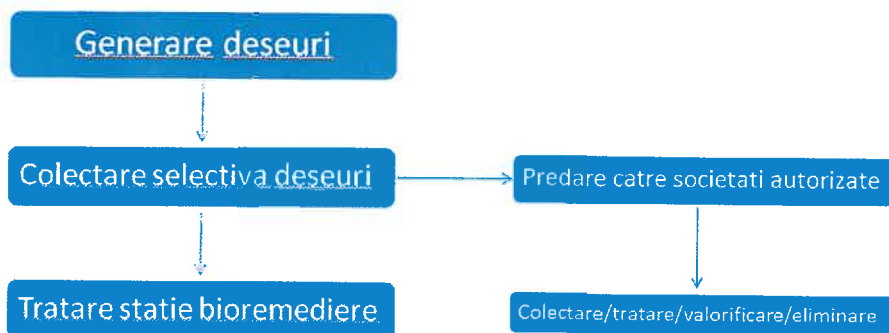 Generare deseuri
Colectare selectiva deseuri
Predare catre societati autorizate
Tratare statie bioremediere
Colectare/tratare/valorificare/eliminare